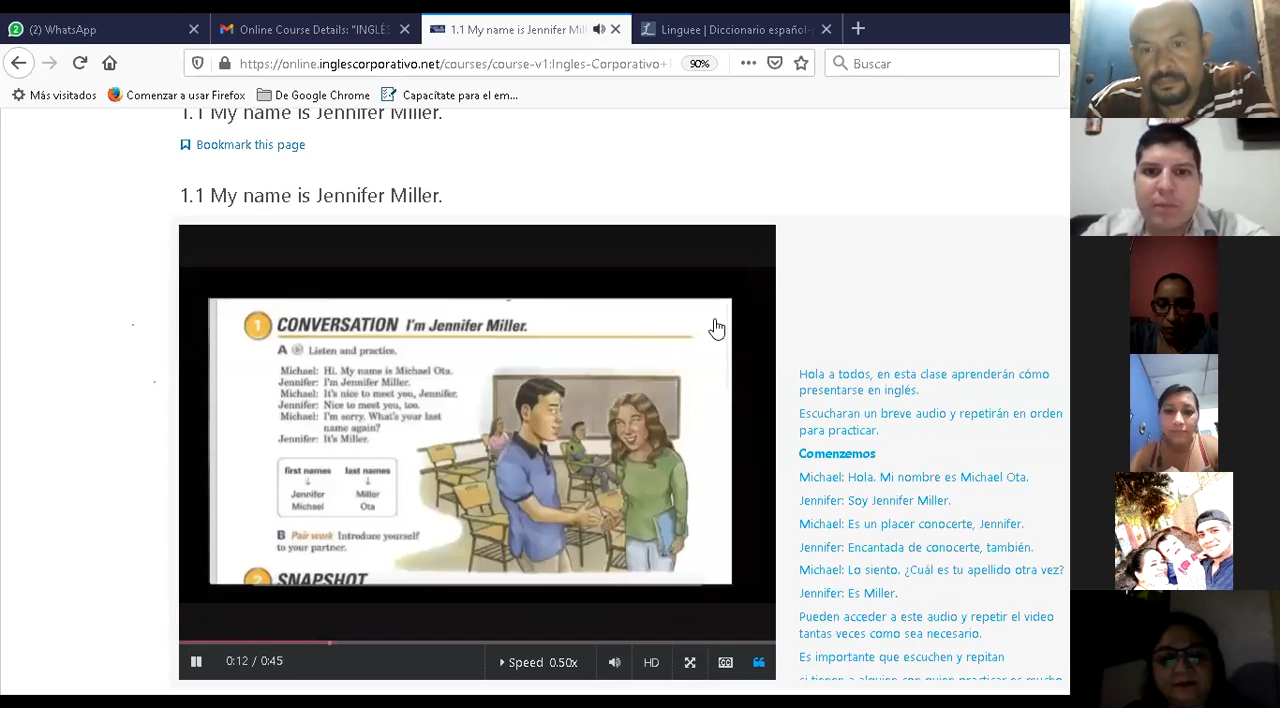 (2) WhatsApp
Online Course Details: "INGLÉS
1.1 My name is Jennifer Mill
Linguee | Diccionario español-
https://online.inglescorporativo.net/courses/course-v1:Ingles-Corporativo+
90%
Buscar
Más visitados
Comenzar a usar Firefox
De Google Chrome
Capacítate para el em...
1.1 My name is Jennifer Miller.
Bookmark this page
1.1 My name is Jennifer Miller.
1 CONVERSATION I'm Jennifer Miller.
A Listen and practice.
Michael: Hi. My name is Michael Ota.
Jennifer: I'm Jennifer Miller.
Michael: It's nice to meet you, Jennifer.
Jennifer: Nice to meet you, too.
Michael: I'm sorry. What's your last
name again?
Jennifer: It's Miller.
first names last names
↓ ↓
Jennifer Miller
Michael Ota
B Pair work Introduce yourself
to your partner.
2 SNAPSHOT
0:12 / 0:45
Speed 0.50x
HD
CC
Hola a todos, en esta clase aprenderán cómo
presentarse en inglés.
Escucharan un breve audio y repetirán en orden
para practicar.
Comenzemos
Michael: Hola. Mi nombre es Michael Ota.
Jennifer: Soy Jennifer Miller.
Michael: Es un placer conocerte, Jennifer.
Jennifer: Encantada de conocerte, también.
Michael: Lo siento. ¿Cuál es tu apellido otra vez?
Jennifer: Es Miller.
Pueden acceder a este audio y repetir el video
tantas veces como sea necesario.
Es importante que escuchen y repitan
si tienen a alguien con quien practicar es mucho